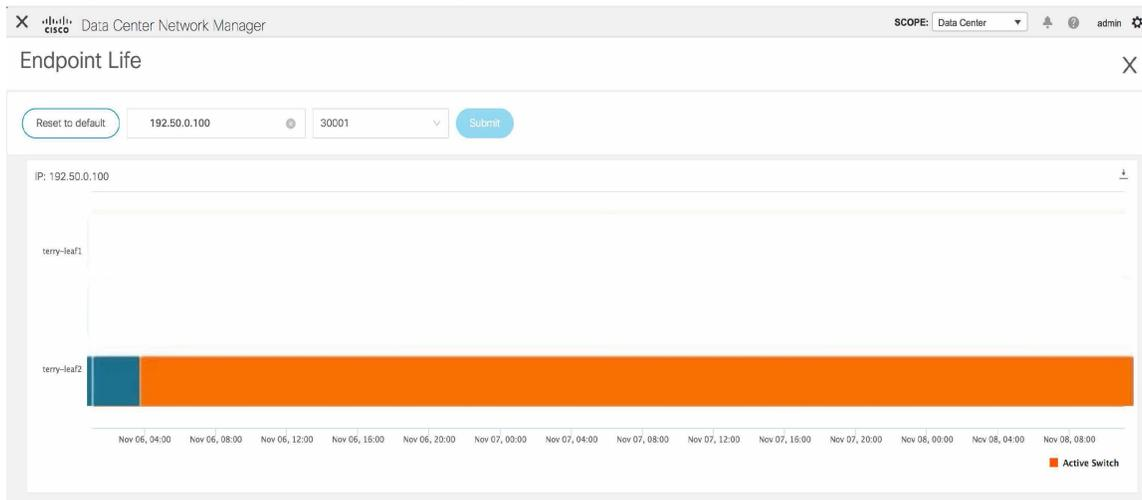 X cisco Data Center Network Manager SCOPE: Data Center admin
Endpoint Life X
Reset to default 192.50.0.100 30001 Submit
IP: 192.50.0.100
terry-leaf1
terry-leaf2
Nov 06, 04:00 Nov 06, 08:00 Nov 06, 12:00 Nov 06, 16:00 Nov 06, 20:00 Nov 07, 00:00 Nov 07, 04:00 Nov 07, 08:00 Nov 07, 12:00 Nov 07, 16:00 Nov 07, 20:00 Nov 08, 00:00 Nov 08, 04:00 Nov 08, 08:00
Active Switch